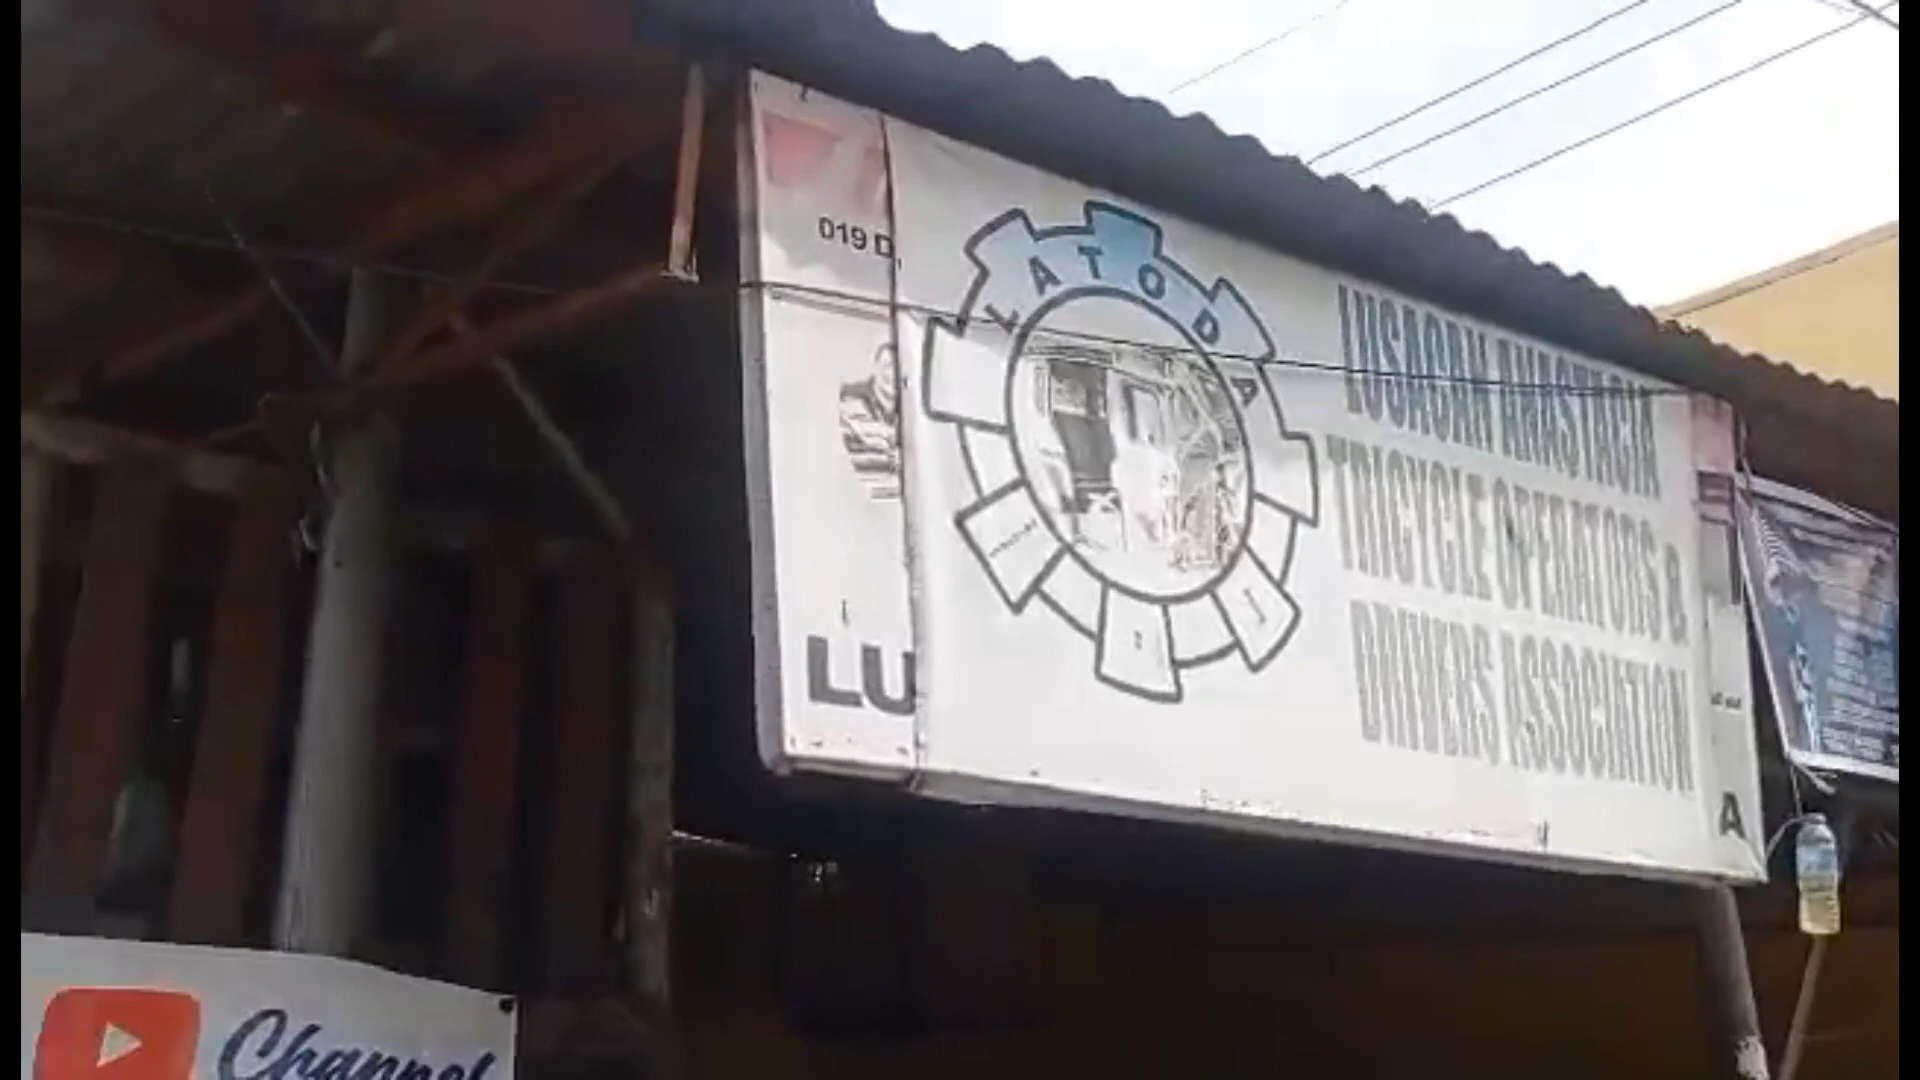 019 D.
LATODA
LUSACAN ANASTACIA
TRICYCLE OPERATORS &
DRIVERS ASSOCIATION
LU
A
Channel